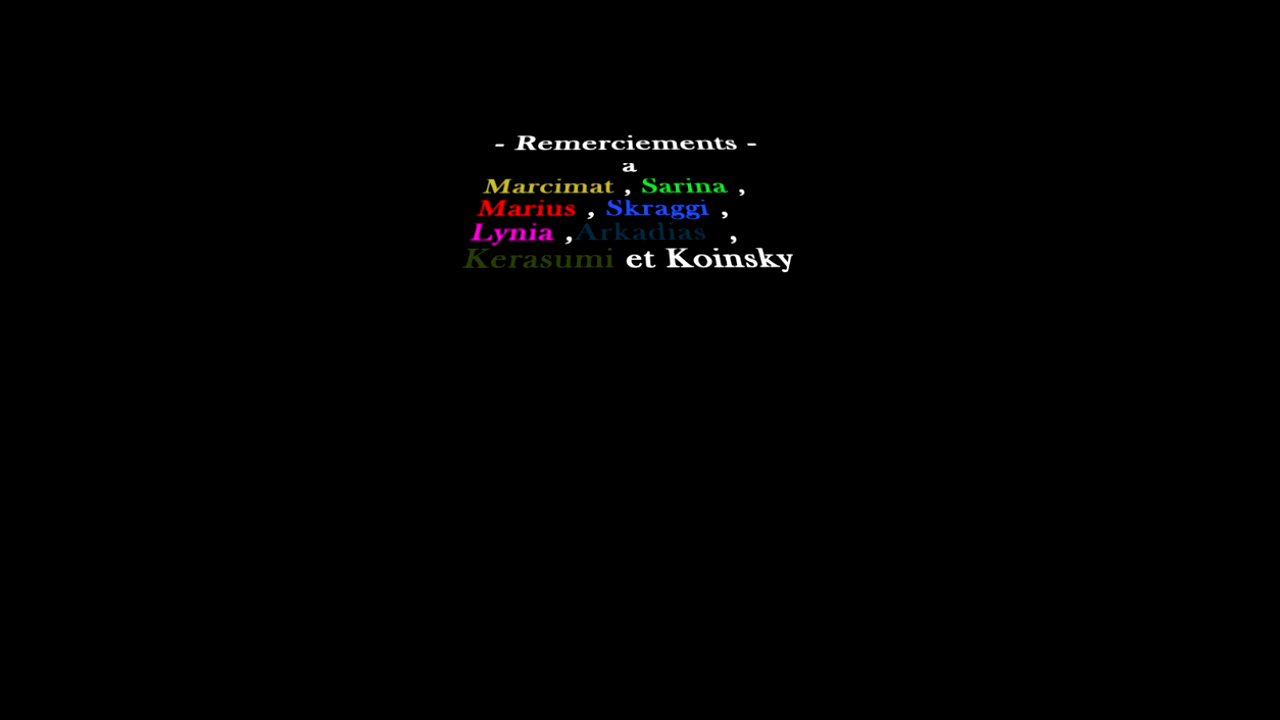 - Remerciements -
a
Marcimat , Sarina ,
Marius , Skraggi ,
Lynia , Arkadias ,
Kerasumi et Koinsky